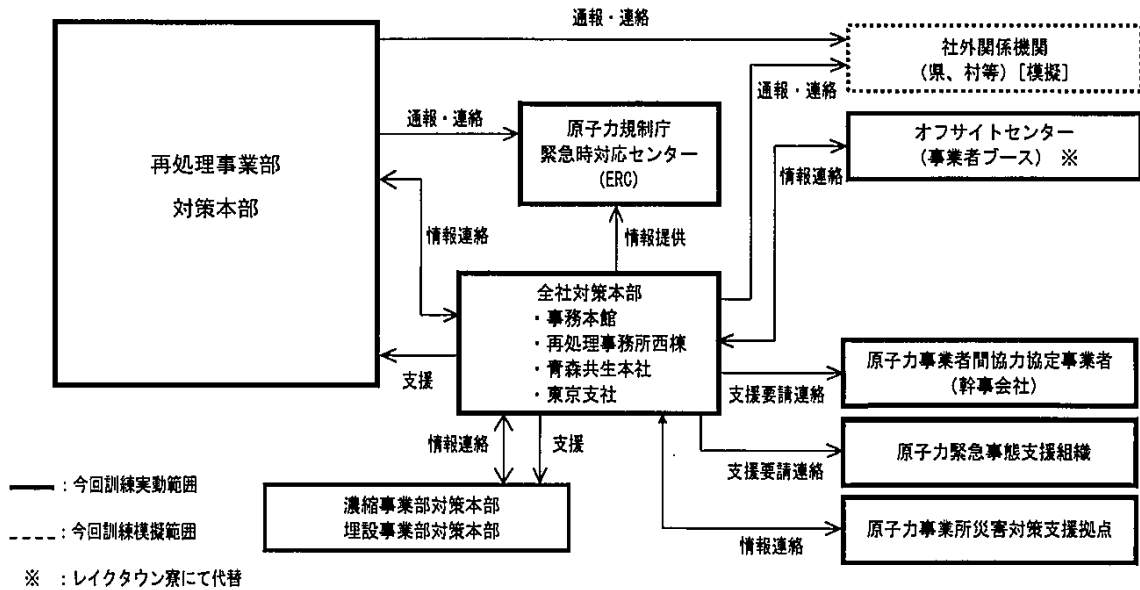 通報・連絡
社外関係機関
(県、村等) [模擬]
通報・連絡
通報・連絡
原子力規制庁
緊急時対応センター
(ERC)
オフサイトセンター
(事業者ブース) ※
情報連絡
再処理事業部
対策本部
情報連絡
情報提供
全社対策本部
・事務本館
・再処理事務所西棟
・青森共生本社
・東京支社
支援
原子力事業者間協力協定事業者
(幹事会社)
支援要請連絡
情報連絡
支援
原子力緊急事態支援組織
支援要請連絡
濃縮事業部対策本部
埋設事業部対策本部
原子力事業所災害対策支援拠点
情報連絡
：今回訓練実動範囲
：今回訓練模擬範囲
※ ：レイクタウン寮にて代替